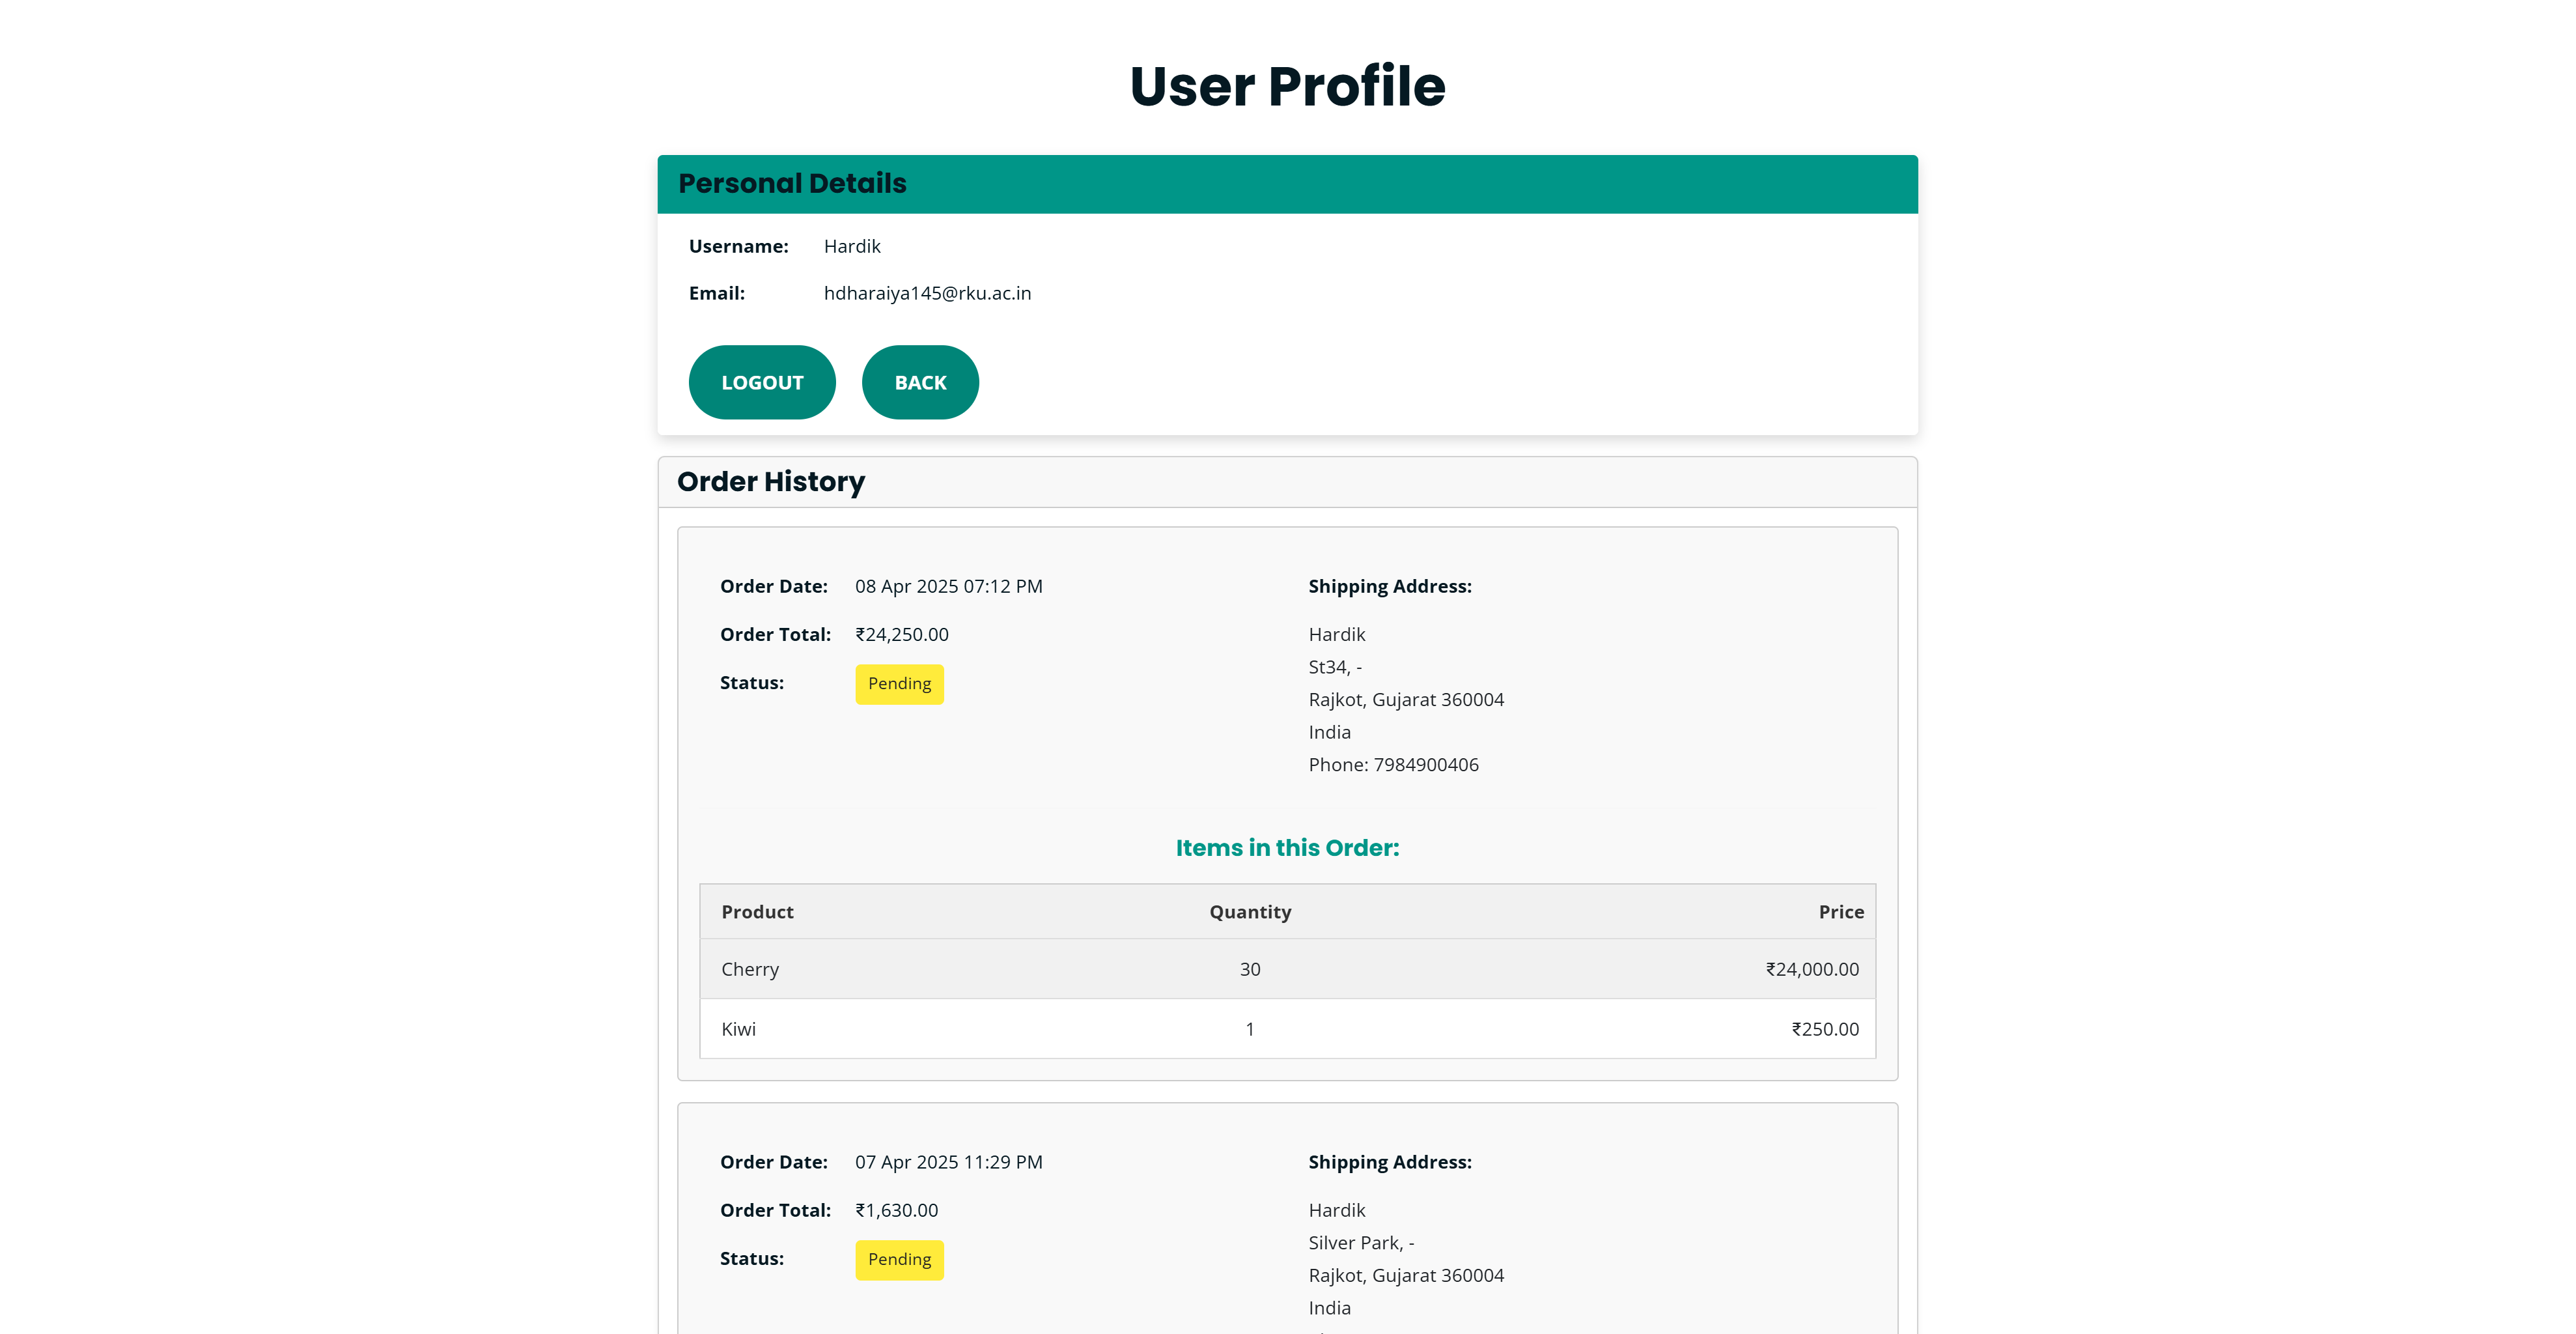 User Profile
Personal Details
Username: Hardik
Email: hdharaiya145@rku.ac.in
LOGOUT BACK
Order History
Order Date: 08 Apr 2025 07:12 PM
Order Total: ₹24,250.00
Status: Pending
Shipping Address:
Hardik
St34, -
Rajkot, Gujarat 360004
India
Phone: 7984900406
Items in this Order:
Product Quantity Price
Cherry 30 ₹24,000.00
Kiwi 1 ₹250.00
Order Date: 07 Apr 2025 11:29 PM
Order Total: ₹1,630.00
Status: Pending
Shipping Address:
Hardik
Silver Park, -
Rajkot, Gujarat 360004
India